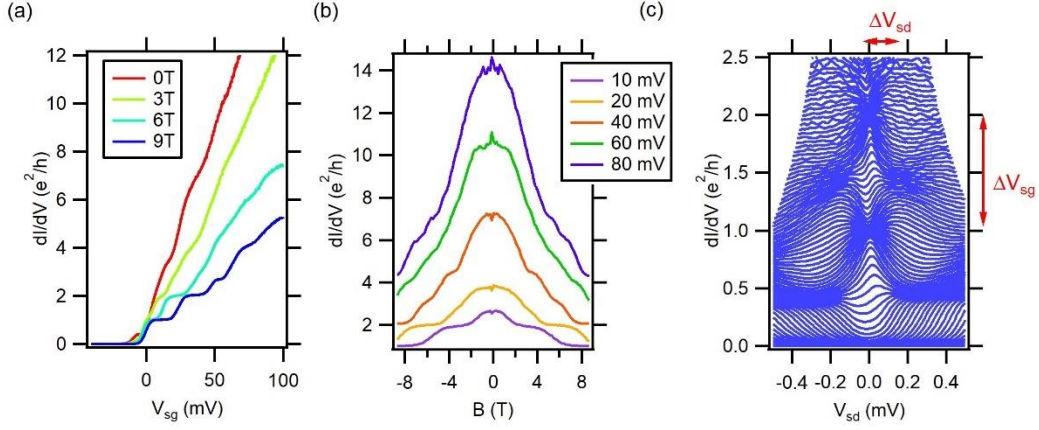 (a)
12
10
8
6
4
2
0
dI/dV (e²/h)
0T
3T
6T
9T
0 50 100
V_sg (mV)
(b)
14
12
10
8
6
4
2
dI/dV (e²/h)
10 mV
20 mV
40 mV
60 mV
80 mV
-8 -4 0 4 8
B (T)
(c)
ΔV_sd
2.5
2.0
1.5
1.0
0.5
0.0
dI/dV (e²/h)
ΔV_sg
-0.4 -0.2 0.0 0.2 0.4
V_sd (mV)